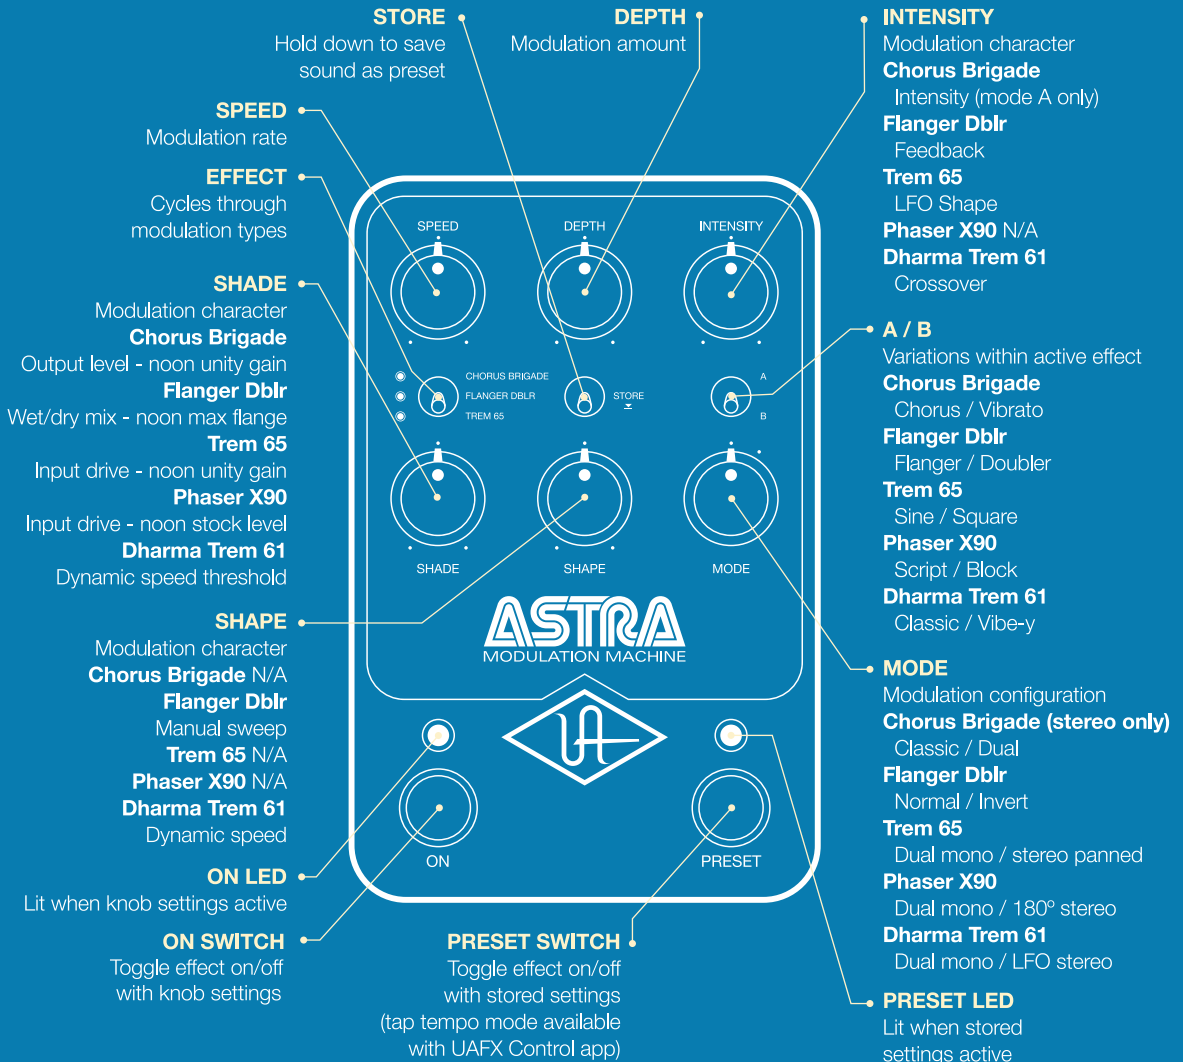 STORE
Hold down to save
sound as preset
DEPTH
Modulation amount
INTENSITY
Modulation character
Chorus Brigade
Intensity (mode A only)
Flanger Dblr
Feedback
Trem 65
LFO Shape
Phaser X90 N/A
Dharma Trem 61
Crossover
SPEED
Modulation rate
EFFECT
Cycles through
modulation types
SHADE
Modulation character
Chorus Brigade
Output level - noon unity gain
Flanger Dblr
Wet/dry mix - noon max flange
Trem 65
Input drive - noon unity gain
Phaser X90
Input drive - noon stock level
Dharma Trem 61
Dynamic speed threshold
SHAPE
Modulation character
Chorus Brigade N/A
Flanger Dblr
Manual sweep
Trem 65 N/A
Phaser X90 N/A
Dharma Trem 61
Dynamic speed
ON LED
Lit when knob settings active
ON SWITCH
Toggle effect on/off
with knob settings
SPEED
DEPTH
INTENSITY
CHORUS BRIGADE
FLANGER DBLR
TREM 65
STORE
A
B
SHADE
SHAPE
MODE
ASTRA
MODULATION MACHINE
UA
ON
PRESET
PRESET SWITCH
Toggle effect on/off
with stored settings
(tap tempo mode available
with UAFX Control app)
A / B
Variations within active effect
Chorus Brigade
Chorus / Vibrato
Flanger Dblr
Flanger / Doubler
Trem 65
Sine / Square
Phaser X90
Script / Block
Dharma Trem 61
Classic / Vibe-y
MODE
Modulation configuration
Chorus Brigade (stereo only)
Classic / Dual
Flanger Dblr
Normal / Invert
Trem 65
Dual mono / stereo panned
Phaser X90
Dual mono / 180º stereo
Dharma Trem 61
Dual mono / LFO stereo
PRESET LED
Lit when stored
settings active